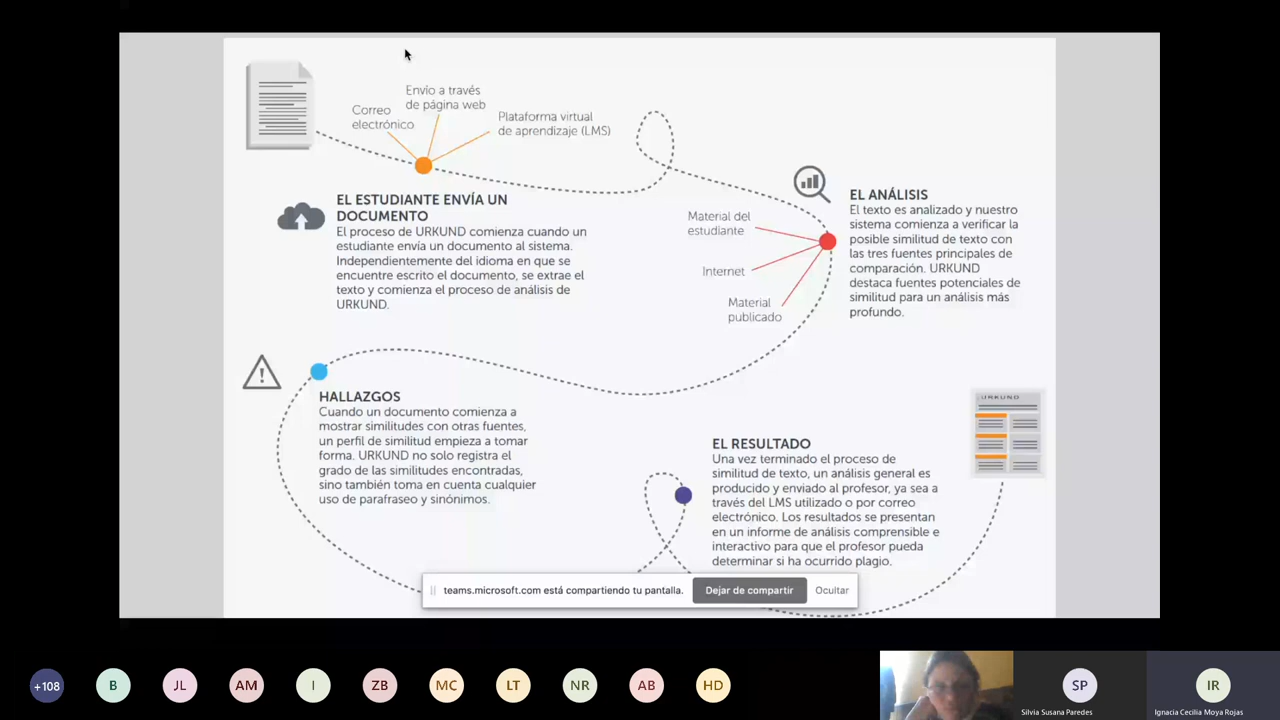 Envío a través
de página web
Correo
electrónico
Plataforma virtual
de aprendizaje (LMS)
EL ESTUDIANTE ENVÍA UN
DOCUMENTO
El proceso de URKUND comienza cuando un
estudiante envía un documento al sistema.
Independientemente del idioma en que se
encuentre escrito el documento, se extrae el
texto y comienza el proceso de análisis de
URKUND.
Material del
estudiante
Internet
Material
publicado
EL ANÁLISIS
El texto es analizado y nuestro
sistema comienza a verificar la
posible similitud de texto con
las tres fuentes principales de
comparación. URKUND
destaca fuentes potenciales de
similitud para un análisis más
profundo.
HALLAZGOS
Cuando un documento comienza a
mostrar similitudes con otras fuentes,
un perfil de similitud empieza a tomar
forma. URKUND no solo registra el
grado de las similitudes encontradas,
sino también toma en cuenta cualquier
uso de parafraseo y sinónimos.
URKUND
EL RESULTADO
Una vez terminado el proceso de
similitud de texto, un análisis general es
producido y enviado al profesor, ya sea a
través del LMS utilizado o por correo
electrónico. Los resultados se presentan
en un informe de análisis comprensible e
interactivo para que el profesor pueda
determinar si ha ocurrido plagio.
teams.microsoft.com está compartiendo tu pantalla.
Dejar de compartir
Ocultar
+108
B
JL
AM
I
ZB
MC
LT
NR
AB
HD
SP
IR
Silvia Susana Paredes
Ignacia Cecilia Moya Rojas